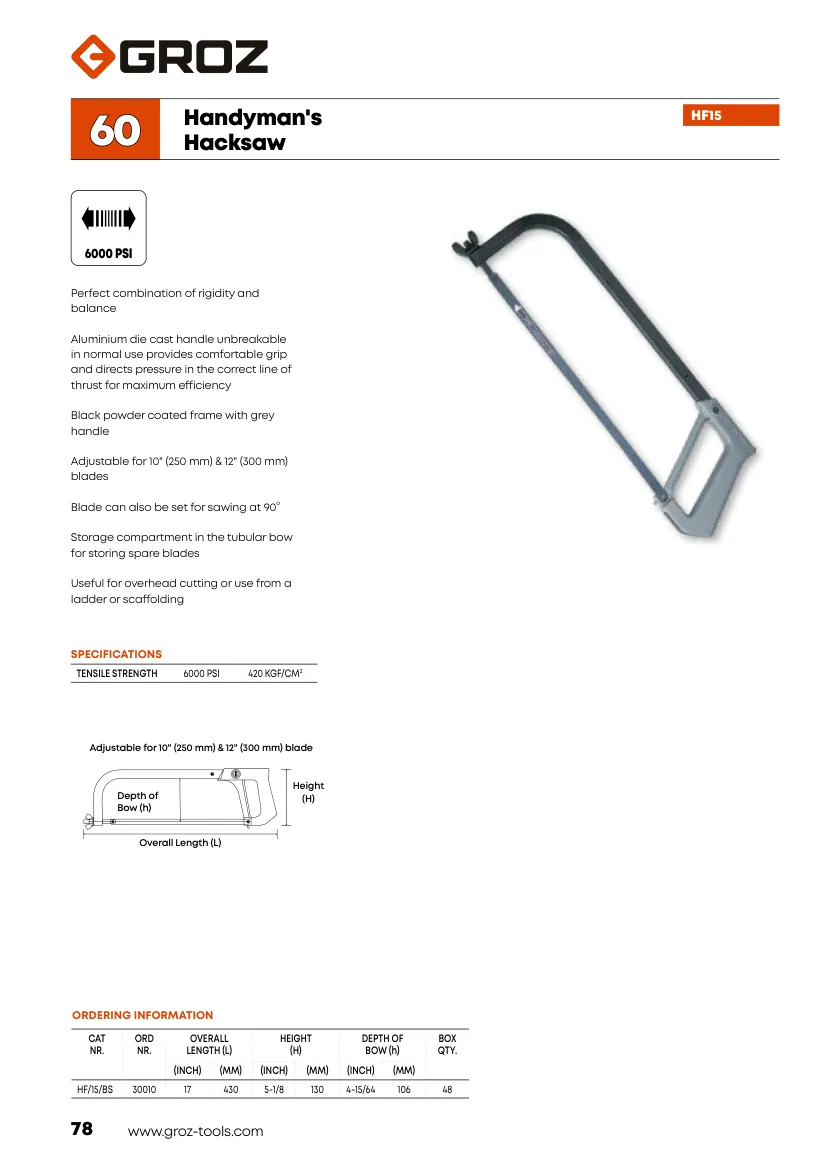 GROZ
60
Handyman's
Hacksaw
HF15
6000 PSI
Perfect combination of rigidity and
balance
Aluminium die cast handle unbreakable
in normal use provides comfortable grip
and directs pressure in the correct line of
thrust for maximum efficiency
Black powder coated frame with grey
handle
Adjustable for 10" (250 mm) & 12" (300 mm)
blades
Blade can also be set for sawing at 90°
Storage compartment in the tubular bow
for storing spare blades
Useful for overhead cutting or use from a
ladder or scaffolding
SPECIFICATIONS
TENSILE STRENGTH 6000 PSI 420 KGF/CM²
Adjustable for 10" (250 mm) & 12" (300 mm) blade
Depth of
Bow (h)
Height
(H)
Overall Length (L)
ORDERING INFORMATION
CAT ORD OVERALL HEIGHT DEPTH OF BOX
NR. NR. LENGTH (L) (H) BOW (h) QTY.
(INCH) (MM) (INCH) (MM) (INCH) (MM)
HF/15/BS 30010 17 430 5-1/8 130 4-15/64 106 48
78 www.groz-tools.com